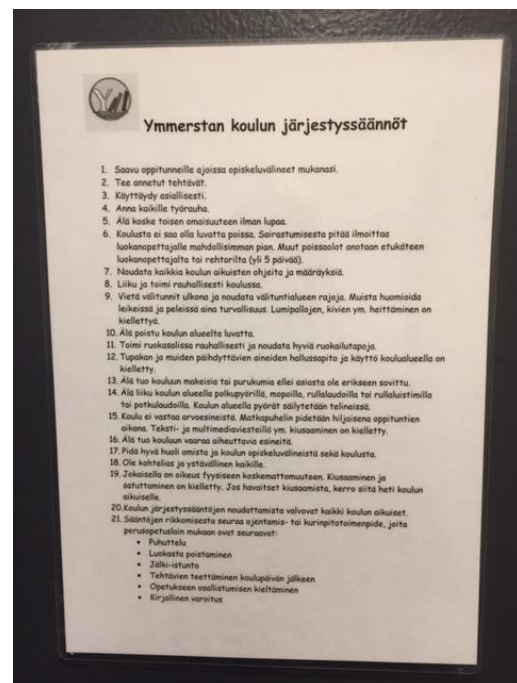 Ymmerstan koulun järjestyssäännöt
1. Saavu oppitunneille ajoissa opiskeluvälineet mukanasi.
2. Tee annetut tehtävät.
3. Käyttäydy asiallisesti.
4. Anna kaikille työrauha.
5. Älä koske toisen omaisuuteen ilman lupaa.
6. Koulusta ei saa olla luvatta poissa. Sairastumisesta pitää ilmoittaa
luokanopettajalle mahdollisimman pian. Muut poissaolot anotaan etukäteen
luokanopettajalta tai rehtorilta (yli 5 päivää).
7. Noudata kaikkia koulun aikuisten ohjeita ja määräyksiä.
8. Liiku ja toimi rauhallisesti koulussa.
9. Vietä välitunnit ulkona ja noudata välituntialueen rajoja. Muista huomioida
leikeissä ja peleissä aina turvallisuus. Lumipallojen, kivien ym. heittäminen on
kiellettyä.
10. Älä poistu koulun alueelta luvatta.
11. Toimi ruokasalissa rauhallisesti ja noudata hyviä ruokailutapoja.
12. Tupakan ja muiden päihdyttävien aineiden hallussapito ja käyttö koulualueella on
kielletty.
13. Älä tuo kouluun makeisia tai purukumia ellei asiasta ole erikseen sovittu.
14. Älä liiku koulun alueella polkupyörillä, mopoilla, rullalaudoilla tai rullaluistimilla
tai potkulaudoilla. Koulun alueella pyörät säilytetään telineissä.
15. Koulu ei vastaa arvoesineistä. Matkapuhelin pidetään hiljaisena oppituntien
aikana. Teksti- ja multimediaviesteillä ym. kiusaaminen on kielletty.
16. Älä tuo kouluun vaaraa aiheuttavia esineitä.
17. Pidä hyvä huoli omista ja koulun opiskeluvälineistä sekä koulusta.
18. Ole kohtelias ja ystävällinen kaikille.
19. Jokaisella on oikeus fyysiseen koskemattomuuteen. Kiusaaminen ja
satuttaminen on kielletty. Jos havaitset kiusaamista, kerro siitä heti koulun
aikuiselle.
20. Koulun järjestyssääntöjen noudattamista valvovat kaikki koulun aikuiset.
21. Sääntöjen rikkomisesta seuraa ojentamis- tai kurinpitotoimenpide, joita
perusopetuslain mukaan ovat seuraavat:
• Puhuttelu
• Luokasta poistaminen
• Jälki-istunto
• Tehtävien teettäminen koulupäivän jälkeen
• Opetukseen osallistumisen kieltäminen
• Kirjallinen varoitus